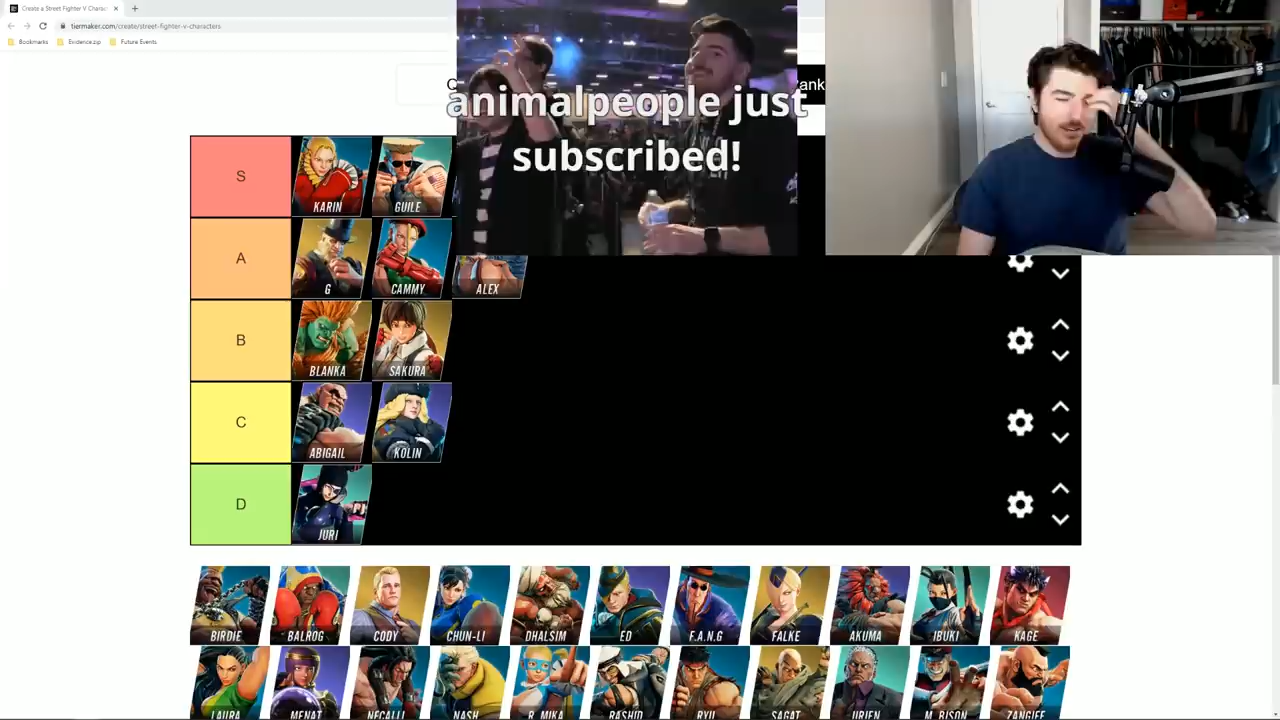 Create a Street Fighter V Charac
tiermaker.com/create/street-fighter-v-characters
Bookmarks
Evidence.zip
Future Events
animalpeople just
subscribed!
S
KARIN
GUILE
A
G
CAMMY
ALEX
B
BLANKA
SAKURA
C
ABIGAIL
KOLIN
D
JURI
BIRDIE
BALROG
CODY
CHUN-LI
DHALSIM
ED
F.A.N.G
FALKE
AKUMA
IBUKI
KAGE
LAURA
MENAT
NECALLI
NASH
R. MIKA
RASHID
RYU
SAGAT
URIEN
M. BISON
ZANGIEF